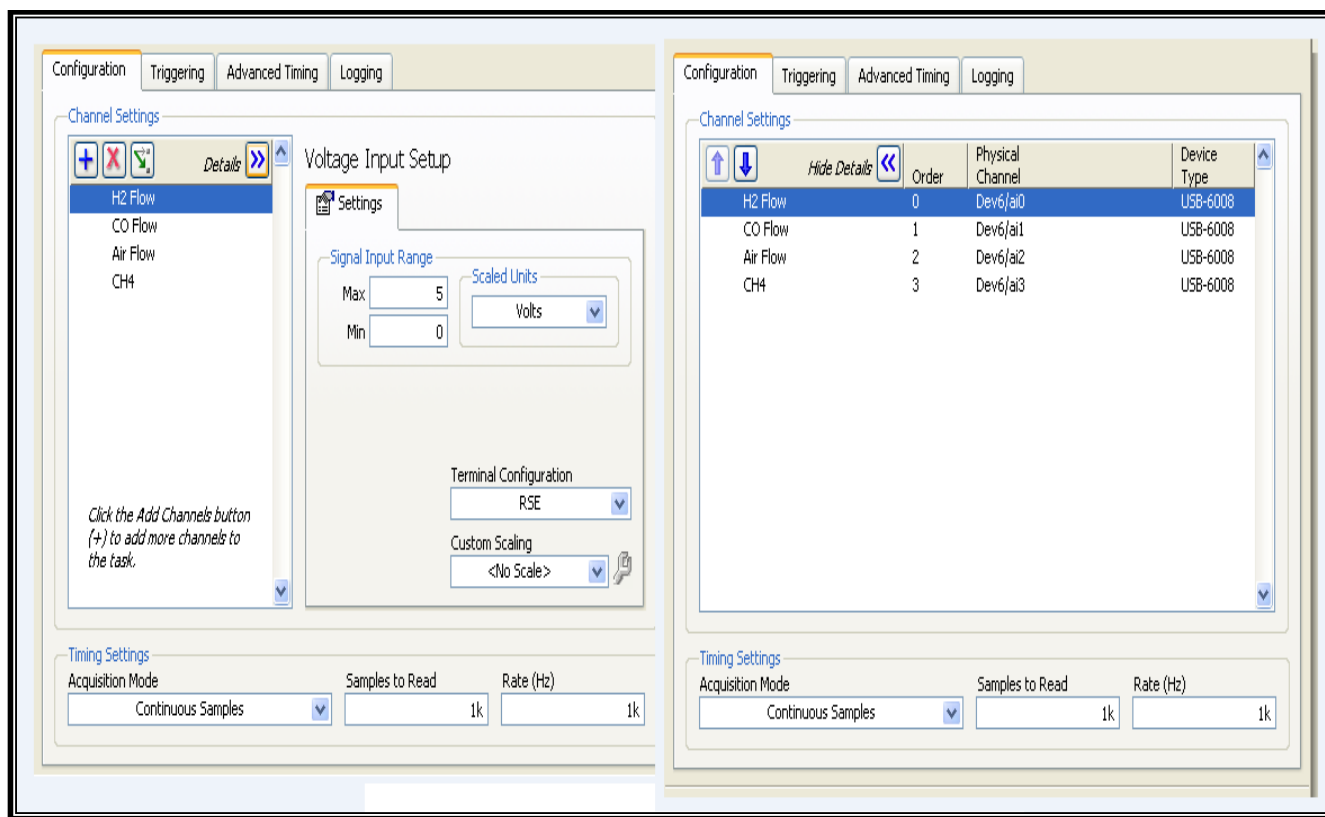 Configuration Triggering Advanced Timing Logging
Channel Settings
Details
H2 Flow
CO Flow
Air Flow
CH4
Click the Add Channels button
(+) to add more channels to
the task.
Voltage Input Setup
Settings
Signal Input Range
Max 5
Min 0
Scaled Units
Volts
Terminal Configuration
RSE
Custom Scaling
<No Scale>
Timing Settings
Acquisition Mode Samples to Read Rate (Hz)
Continuous Samples 1k 1k
Configuration Triggering Advanced Timing Logging
Channel Settings
Hide Details Order Physical Channel Device Type
H2 Flow 0 Dev6/ai0 USB-6008
CO Flow 1 Dev6/ai1 USB-6008
Air Flow 2 Dev6/ai2 USB-6008
CH4 3 Dev6/ai3 USB-6008
Timing Settings
Acquisition Mode Samples to Read Rate (Hz)
Continuous Samples 1k 1k